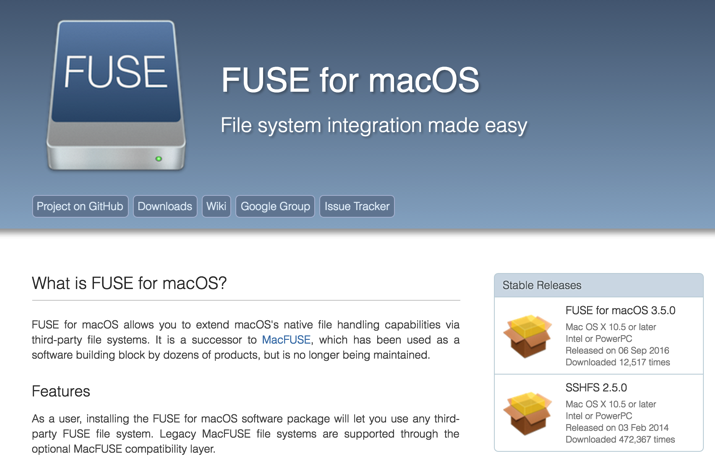 FUSE
FUSE for macOS
File system integration made easy
Project on GitHub
Downloads
Wiki
Google Group
Issue Tracker
What is FUSE for macOS?
FUSE for macOS allows you to extend macOS's native file handling capabilities via
third-party file systems. It is a successor to MacFUSE, which has been used as a
software building block by dozens of products, but is no longer being maintained.
Features
As a user, installing the FUSE for macOS software package will let you use any third-
party FUSE file system. Legacy MacFUSE file systems are supported through the
optional MacFUSE compatibility layer.
Stable Releases
FUSE for macOS 3.5.0
Mac OS X 10.5 or later
Intel or PowerPC
Released on 06 Sep 2016
Downloaded 12,517 times
SSHFS 2.5.0
Mac OS X 10.5 or later
Intel or PowerPC
Released on 03 Feb 2014
Downloaded 472,367 times